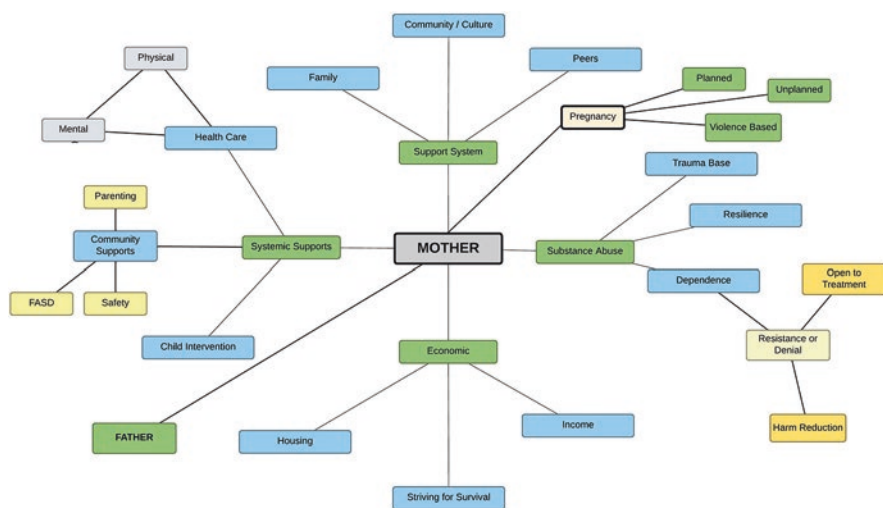 Community / Culture
Physical
Family
Peers
Planned
Unplanned
Mental
Health Care
Pregnancy
Violence Based
Support System
Trauma Base
Parenting
Resilience
Community
Supports
Systemic Supports
MOTHER
Substance Abuse
FASD
Safety
Dependence
Open to
Treatment
Child Intervention
Economic
Resistance or
Denial
FATHER
Housing
Income
Harm Reduction
Striving for Survival